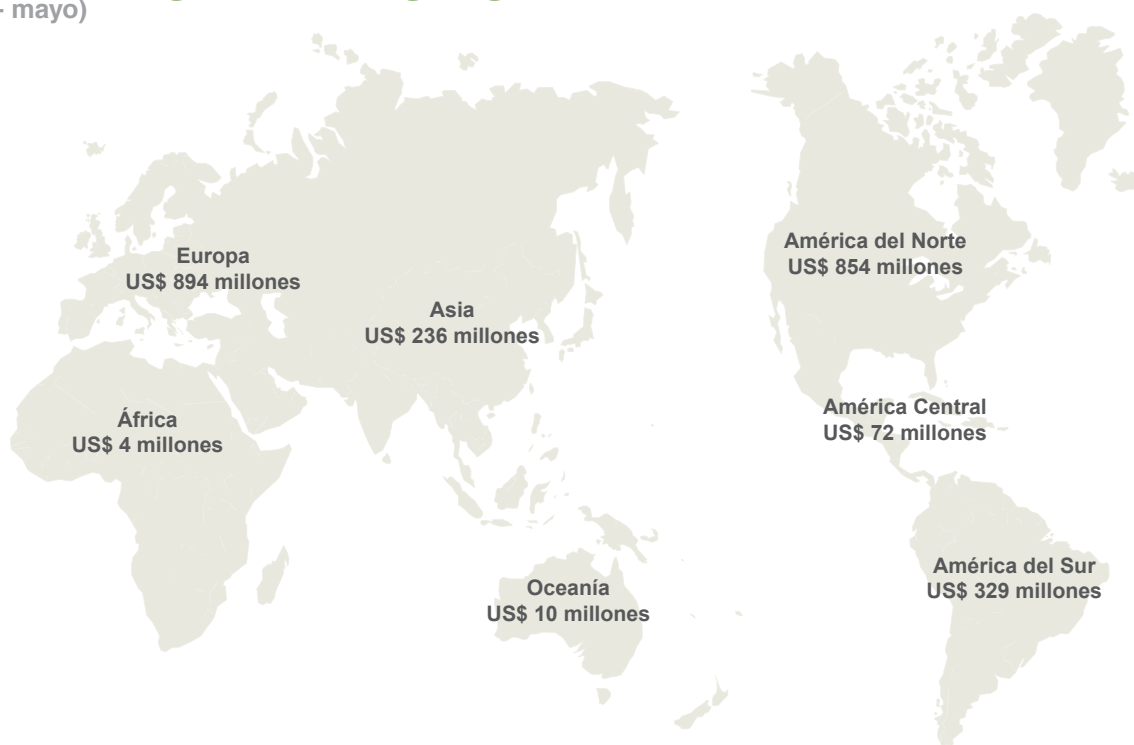 - mayo)
Europa
US$ 894 millones
Asia
US$ 236 millones
África
US$ 4 millones
Oceanía
US$ 10 millones
América del Norte
US$ 854 millones
América Central
US$ 72 millones
América del Sur
US$ 329 millones